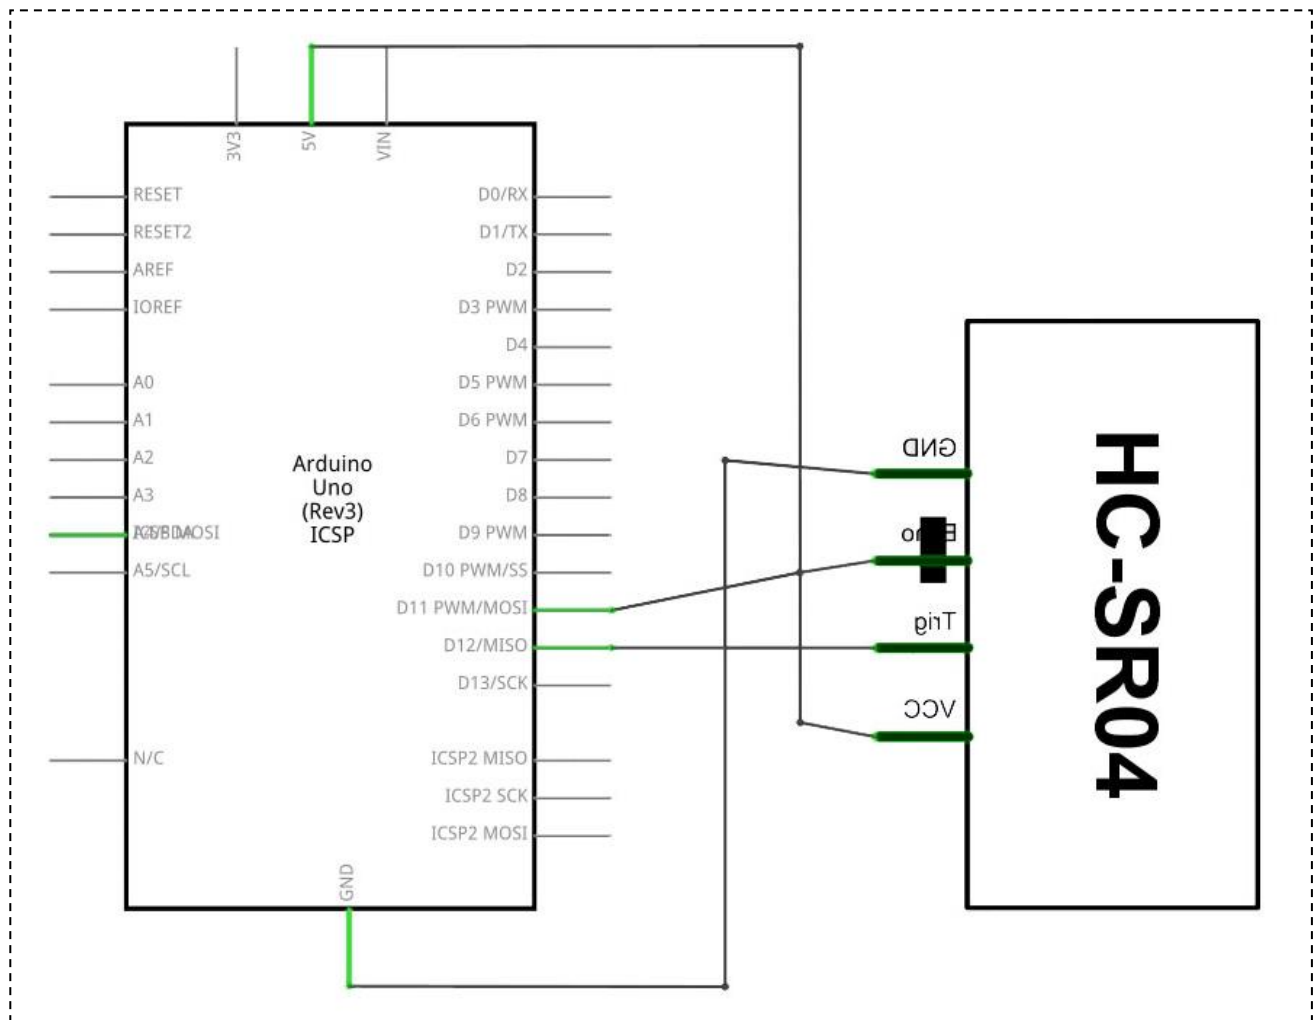 3V3
5V
VIN
RESET
RESET2
AREF
IOREF
A0
A1
A2
A3
A5/SCL
N/C
Arduino
Uno
(Rev3)
ICSP
D0/RX
D1/TX
D2
D3 PWM
D4
D5 PWM
D6 PWM
D7
D8
D9 PWM
D10 PWM/SS
D11 PWM/MOSI
D12/MISO
D13/SCK
ICSP2 MISO
ICSP2 SCK
ICSP2 MOSI
GND
GND
Trig
VCC
HC-SR04